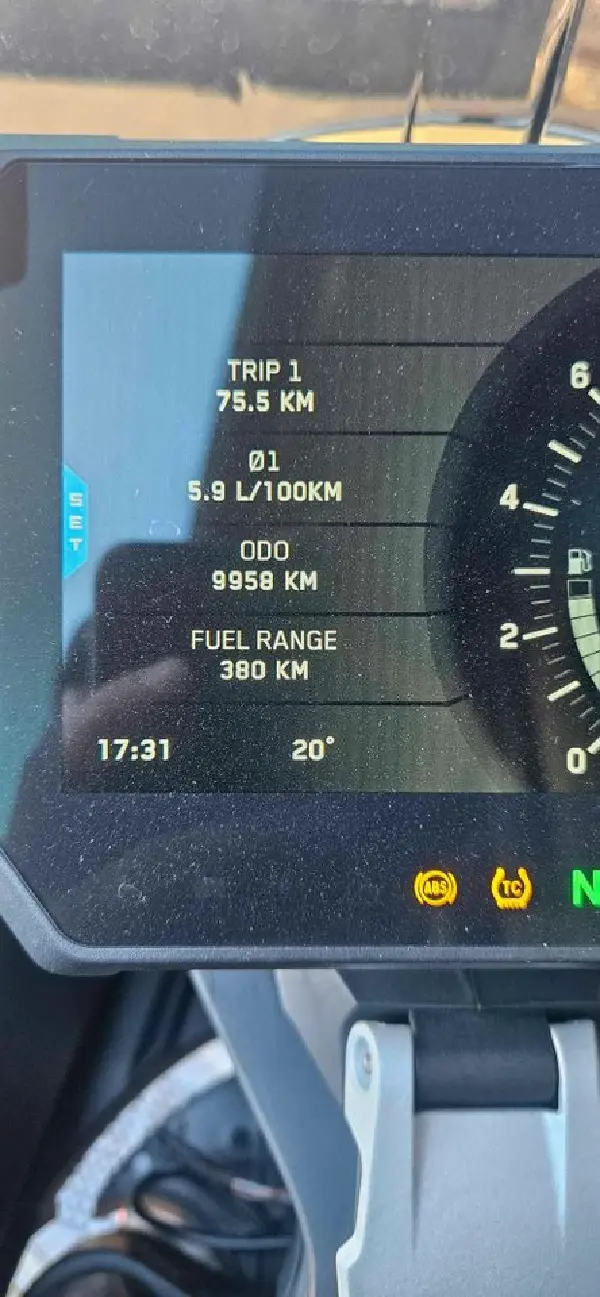 TRIP 1
75.5 KM
Ø1
5.9 L/100KM
ODO
9958 KM
FUEL RANGE
380 KM
17:31 20°
SET
6
4
2
0
ABS TC N